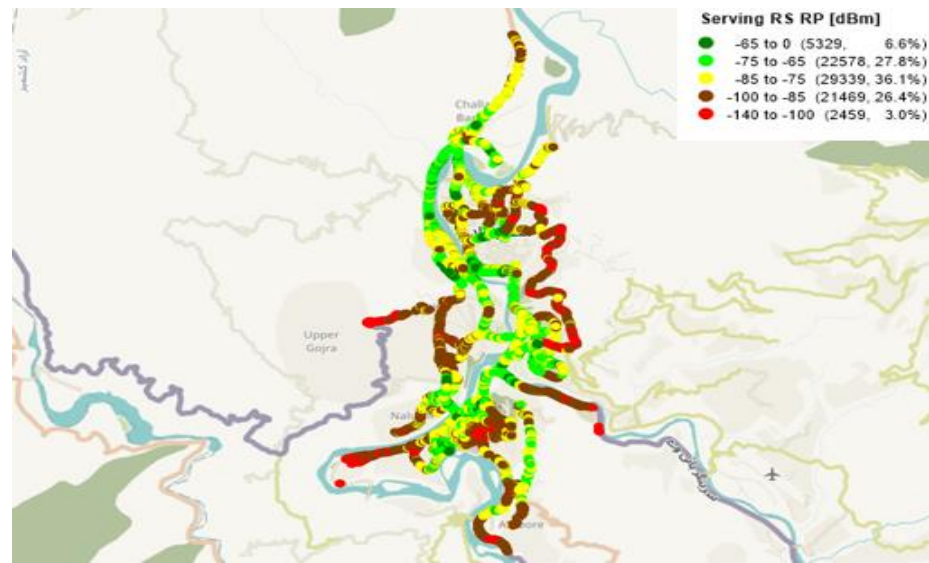 Serving RS RP [dBm]
-65 to 0 (5329, 6.6%)
-75 to -65 (22578, 27.8%)
-85 to -75 (29339, 36.1%)
-100 to -85 (21469, 26.4%)
-140 to -100 (2459, 3.0%)
Challa
Upper
Gojra